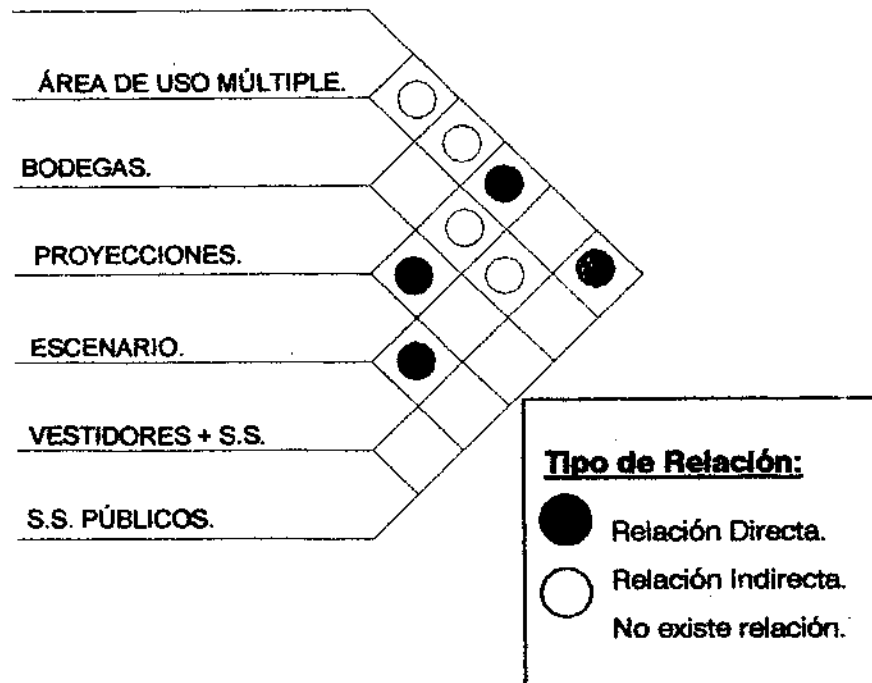 ÁREA DE USO MÚLTIPLE.
BODEGAS.
PROYECCIONES.
ESCENARIO.
VESTIDORES + S.S.
S.S. PÚBLICOS.
Tipo de Relación:
Relación Directa.
Relación Indirecta.
No existe relación.